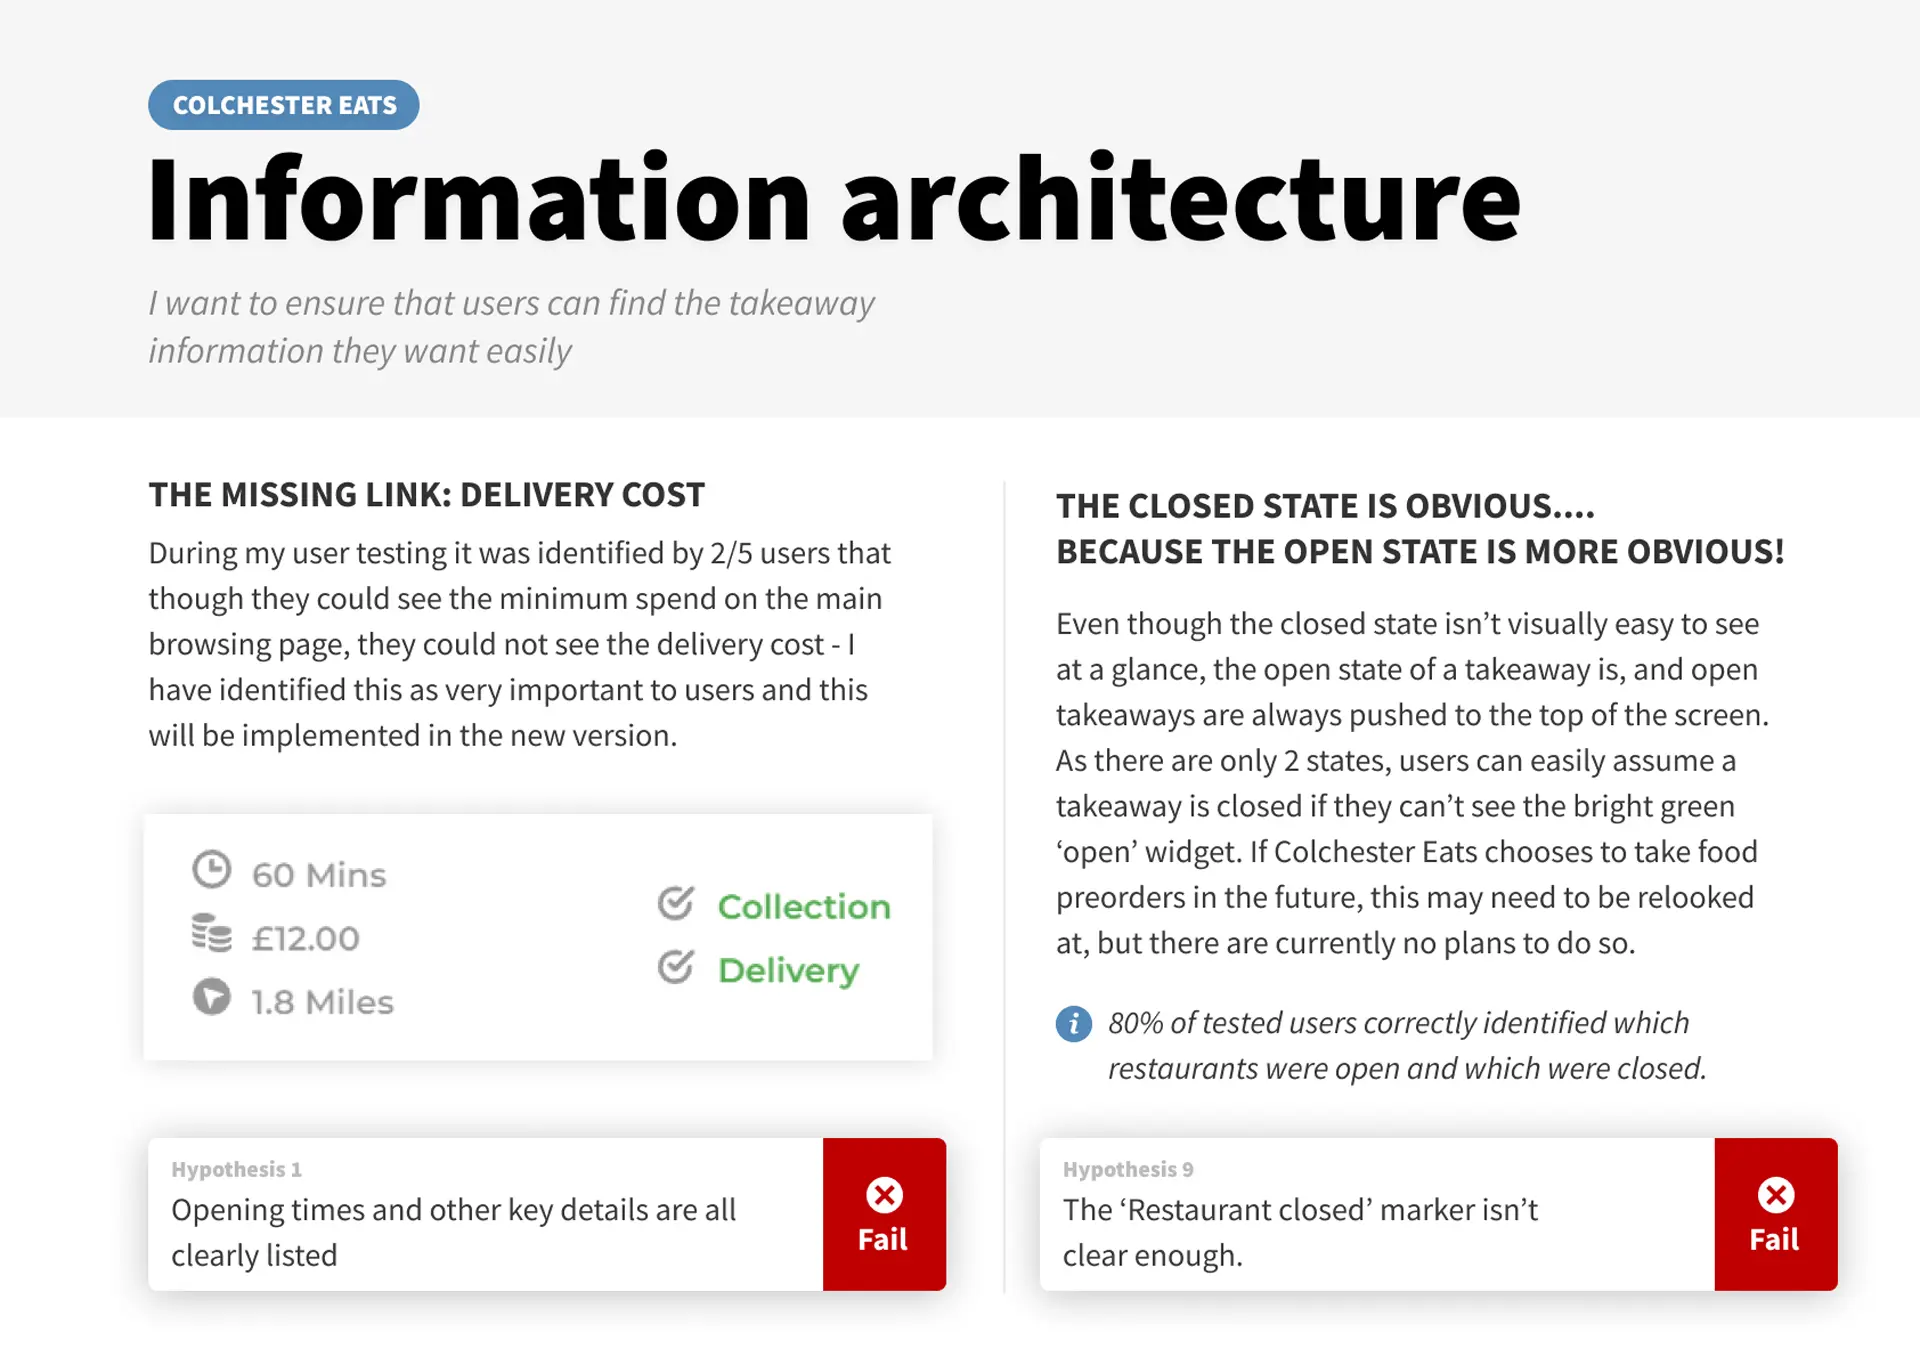 COLCHESTER EATS
Information architecture
I want to ensure that users can find the takeaway
information they want easily
THE MISSING LINK: DELIVERY COST
During my user testing it was identified by 2/5 users that
though they could see the minimum spend on the main
browsing page, they could not see the delivery cost - I
have identified this as very important to users and this
will be implemented in the new version.
60 Mins
£12.00
1.8 Miles
Collection
Delivery
Hypothesis 1
Opening times and other key details are all
clearly listed
Fail
THE CLOSED STATE IS OBVIOUS....
BECAUSE THE OPEN STATE IS MORE OBVIOUS!
Even though the closed state isn’t visually easy to see
at a glance, the open state of a takeaway is, and open
takeaways are always pushed to the top of the screen.
As there are only 2 states, users can easily assume a
takeaway is closed if they can’t see the bright green
‘open’ widget. If Colchester Eats chooses to take food
preorders in the future, this may need to be relooked
at, but there are currently no plans to do so.
80% of tested users correctly identified which
restaurants were open and which were closed.
Hypothesis 9
The ‘Restaurant closed’ marker isn’t
clear enough.
Fail